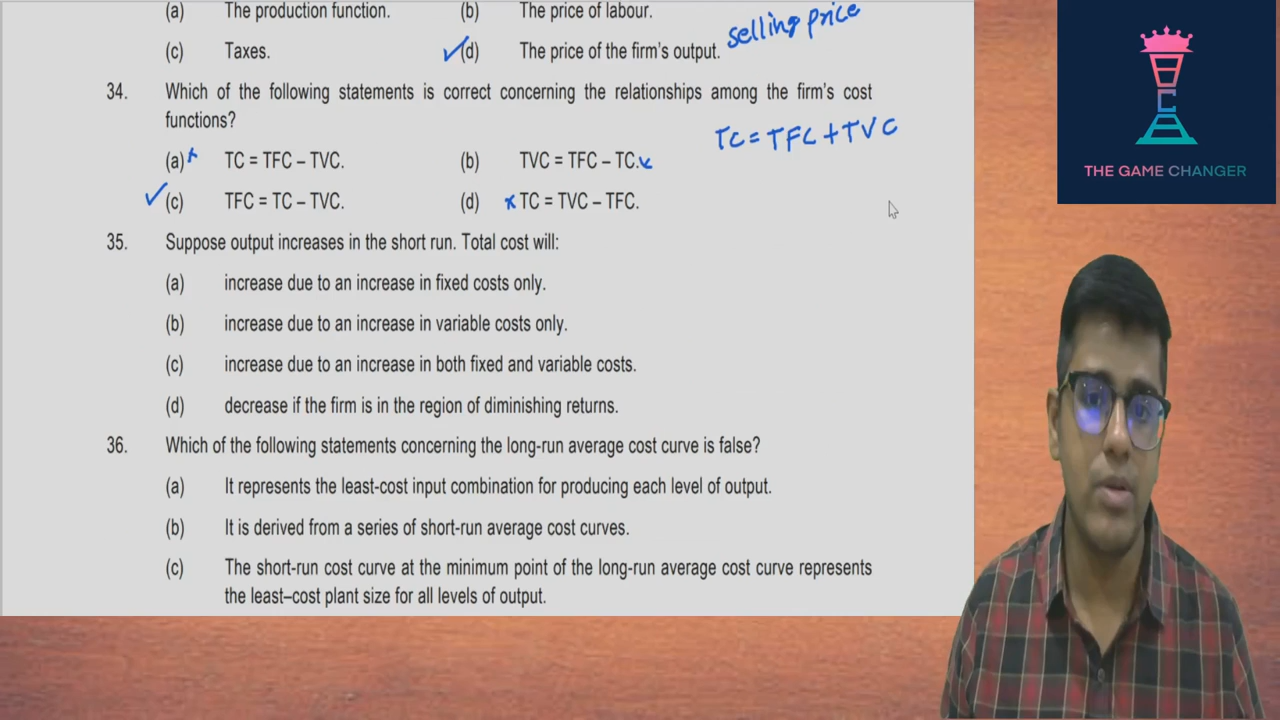 (a) The production function. (b) The price of labour.
selling price
(c) Taxes. ✓(d) The price of the firm's output.
34. Which of the following statements is correct concerning the relationships among the firm's cost
functions?
TC = TFC + TVC
(a) x TC = TFC – TVC. (b) TVC = TFC – TC. x
✓ (c) TFC = TC – TVC. (d) x TC = TVC – TFC.
35. Suppose output increases in the short run. Total cost will:
(a) increase due to an increase in fixed costs only.
(b) increase due to an increase in variable costs only.
(c) increase due to an increase in both fixed and variable costs.
(d) decrease if the firm is in the region of diminishing returns.
36. Which of the following statements concerning the long-run average cost curve is false?
(a) It represents the least-cost input combination for producing each level of output.
(b) It is derived from a series of short-run average cost curves.
(c) The short-run cost curve at the minimum point of the long-run average cost curve represents
the least–cost plant size for all levels of output.
THE GAME CHANGER